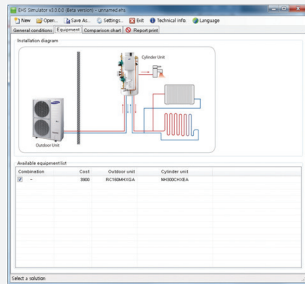 EHS Simulator v1.0.0.0 (Beta version) - unnamed.ehs
New Open... Save As.. Settings.. Exit Technical Info. Language
General conditions Equipment Comparison chart Report print
Installation diagram
Cylinder Unit
Outdoor Unit
Available equipment list
Combination Cost Outdoor unit Cylinder unit
-
Select a solution